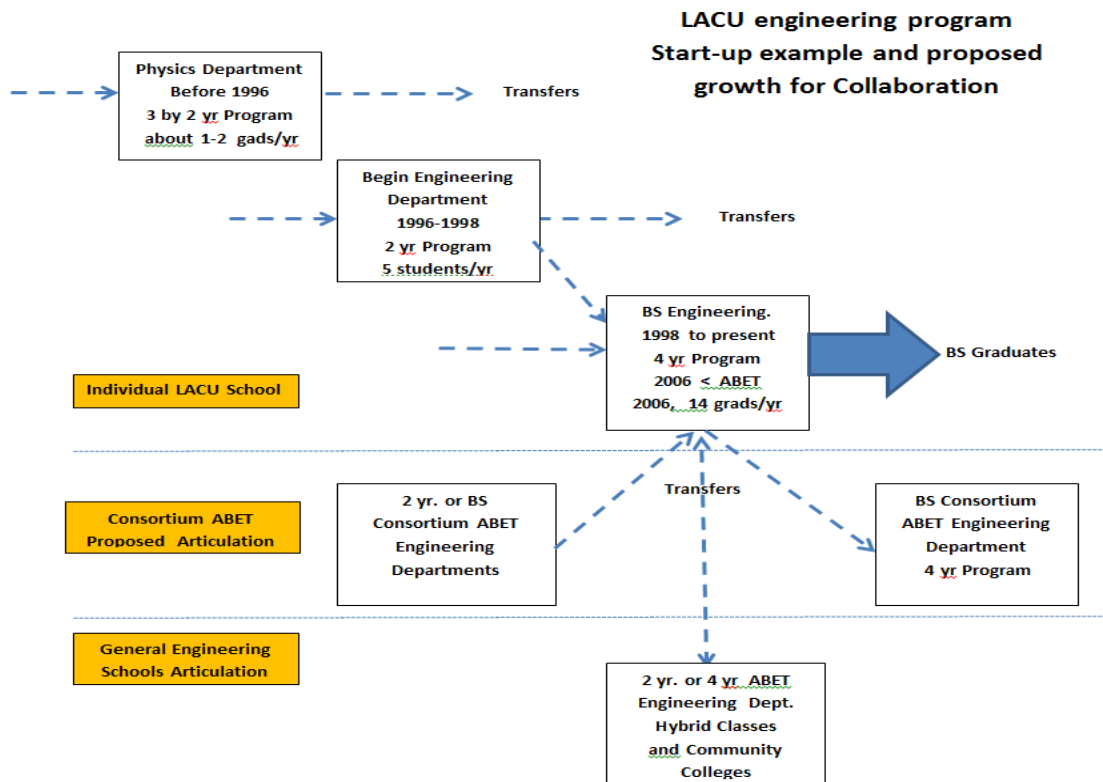 LACU engineering program
Start-up example and proposed
growth for Collaboration
Physics Department
Before 1996
3 by 2 yr Program
about 1-2 gads/yr
Transfers
Begin Engineering
Department
1996-1998
2 yr Program
5 students/yr
Transfers
BS Engineering.
1998 to present
4 yr Program
2006 < ABET
2006, 14 grads/yr
BS Graduates
Individual LACU School
Consortium ABET
Proposed Articulation
2 yr. or BS
Consortium ABET
Engineering
Departments
Transfers
BS Consortium
ABET Engineering
Department
4 yr Program
General Engineering
Schools Articulation
2 yr. or 4 yr ABET
Engineering Dept.
Hybrid Classes
and Community
Colleges